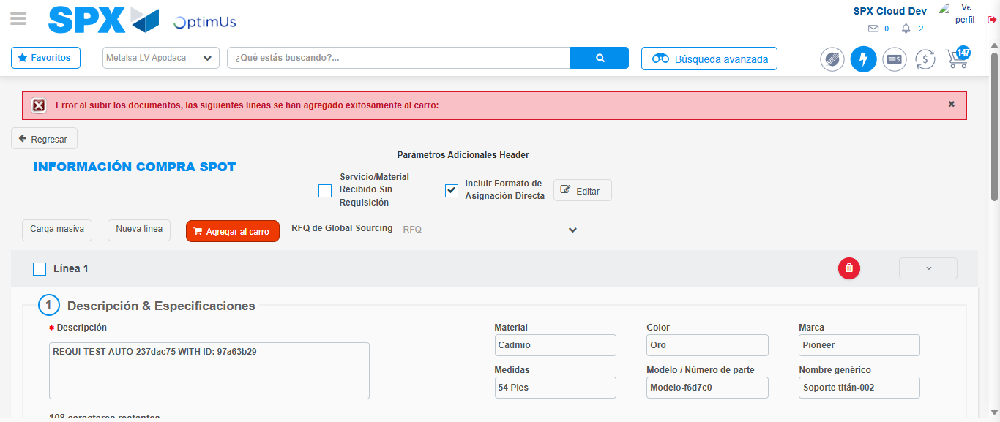 SPX OptimUs
SPX Cloud Dev
perfil
0 2
Favoritos
Metalsa LV Apodaca
¿Qué estás buscando?...
Búsqueda avanzada
147
Error al subir los documentos, las siguientes lineas se han agregado exitosamente al carro:
Regresar
Parámetros Adicionales Header
INFORMACIÓN COMPRA SPOT
Servicio/Material
Recibido Sin
Requisición
Incluir Formato de
Asignación Directa
Editar
Carga masiva
Nueva línea
Agregar al carro
RFQ de Global Sourcing
RFQ
Línea 1
1 Descripción & Especificaciones
* Descripción
REQUI-TEST-AUTO-237dac75 WITH ID: 97a63b29
Material
Color
Marca
Cadmio
Oro
Pioneer
Medidas
Modelo / Número de parte
Nombre genérico
54 Pies
Modelo-f6d7c0
Soporte titán-002
108 caracteres restantes